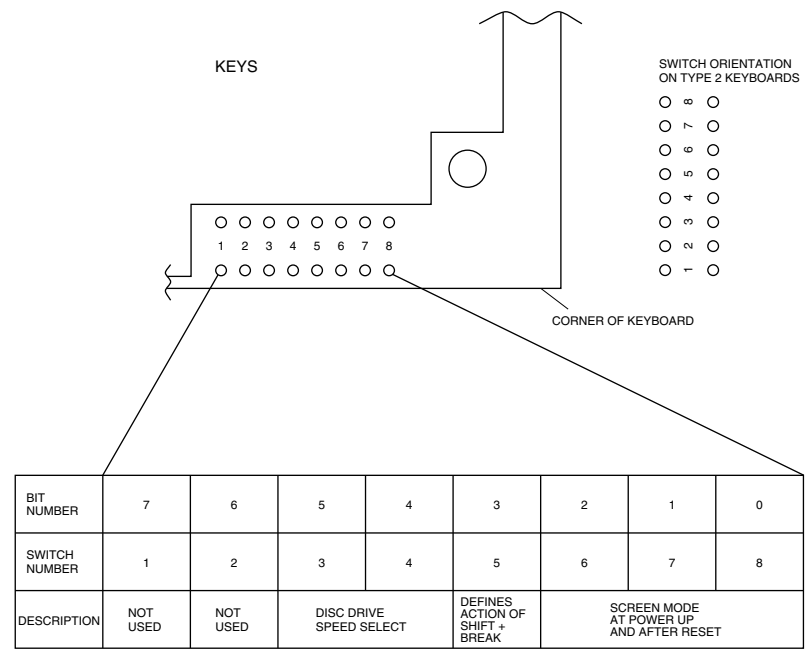 KEYS
SWITCH ORIENTATION
ON TYPE 2 KEYBOARDS
8
7
6
5
4
3
2
1
1 2 3 4 5 6 7 8
CORNER OF KEYBOARD
BIT
NUMBER
7 6 5 4 3 2 1 0
SWITCH
NUMBER
1 2 3 4 5 6 7 8
DESCRIPTION
NOT
USED
NOT
USED
DISC DRIVE
SPEED SELECT
DEFINES
ACTION OF
SHIFT +
BREAK
SCREEN MODE
AT POWER UP
AND AFTER RESET